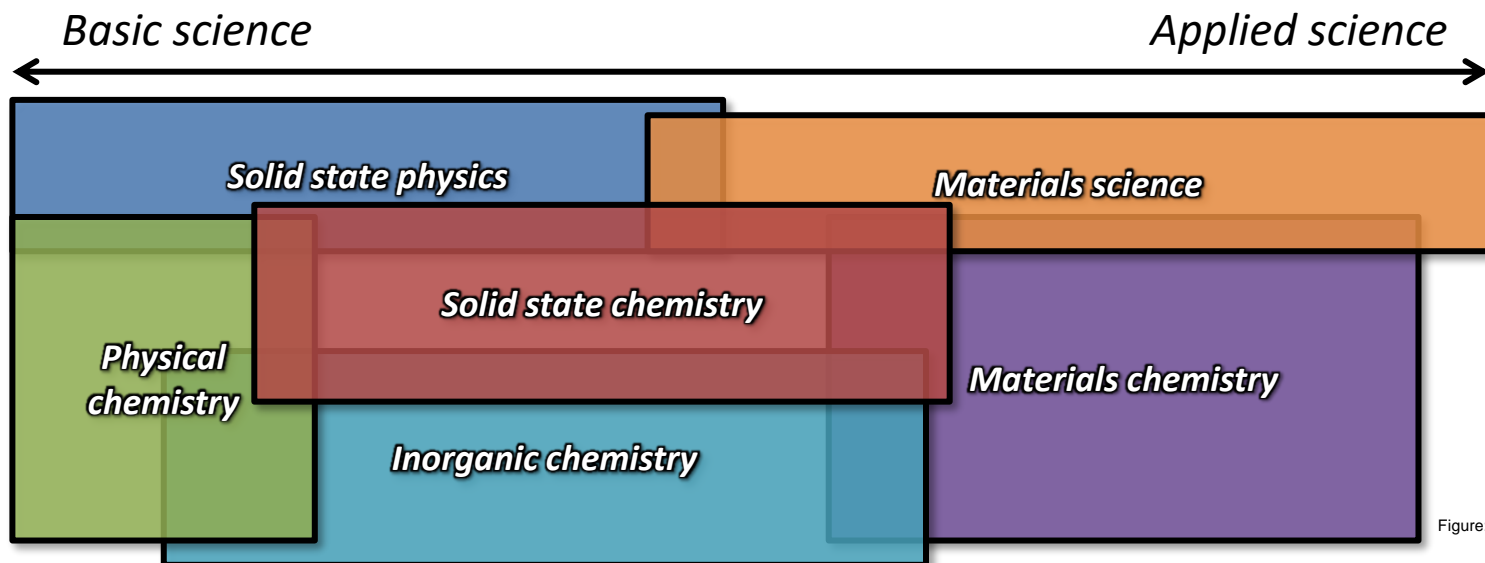 Basic science
Applied science
Solid state physics
Materials science
Solid state chemistry
Physical
chemistry
Materials chemistry
Inorganic chemistry
Figure